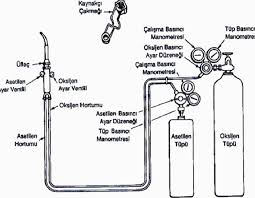 Kaynakçı
Çakmağı
Çalışma Basıncı
Manometresi
Tüp Basıncı
Manometresi
Oksijen Basıncı
Ayar Düzeneği
Çalışma Basıncı
Manometresi
Üfleç
Asetilen
Ayar Ventili
Oksijen
Ayar Ventili
Oksijen Hortumu
Asetilen
Hortumu
Asetilen Basıncı
Ayar Düzeneği
Tüp Basıncı
Manometresi
Asetilen
Tüpü
Oksijen
Tüpü